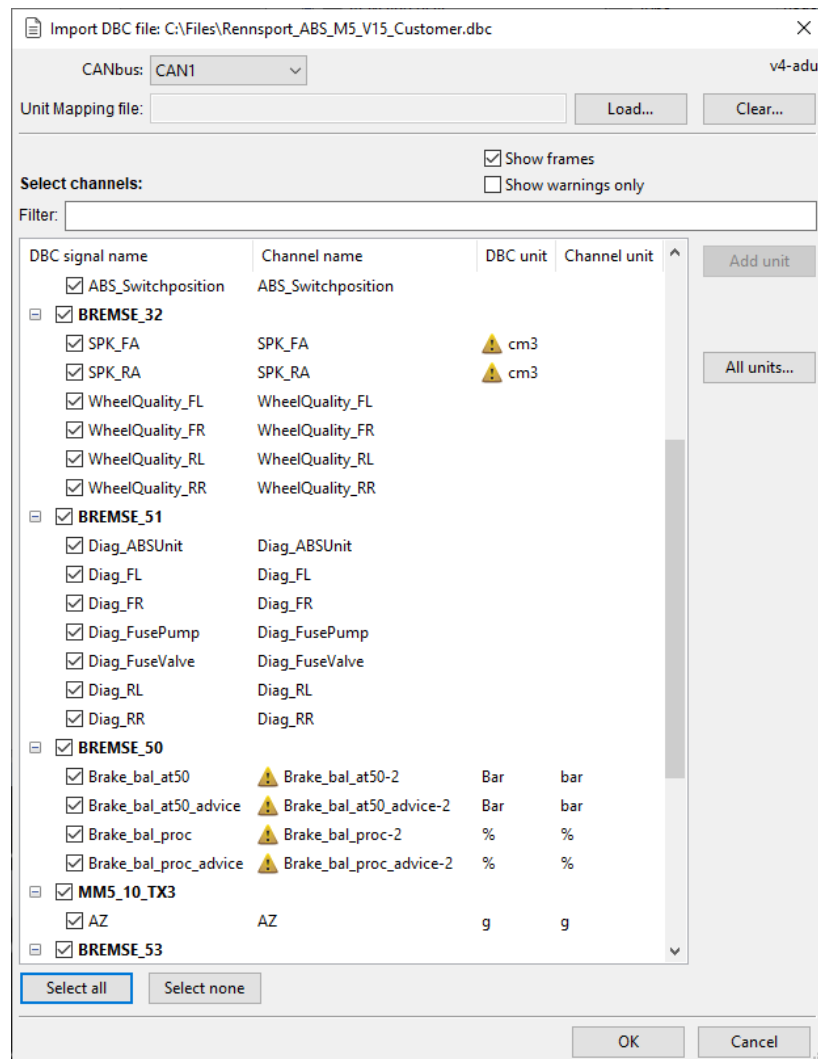 Import DBC file: C:\Files\Rennsport_ABS_M5_V15_Customer.dbc
CANbus: CAN1 v4-adu
Unit Mapping file: Load... Clear...
Show frames
Select channels: Show warnings only
Filter:
DBC signal name Channel name DBC unit Channel unit
ABS_Switchposition ABS_Switchposition Add unit
BREMSE_32
SPK_FA SPK_FA cm3
SPK_RA SPK_RA cm3 All units...
WheelQuality_FL WheelQuality_FL
WheelQuality_FR WheelQuality_FR
WheelQuality_RL WheelQuality_RL
WheelQuality_RR WheelQuality_RR
BREMSE_51
Diag_ABSUnit Diag_ABSUnit
Diag_FL Diag_FL
Diag_FR Diag_FR
Diag_FusePump Diag_FusePump
Diag_FuseValve Diag_FuseValve
Diag_RL Diag_RL
Diag_RR Diag_RR
BREMSE_50
Brake_bal_at50 Brake_bal_at50-2 Bar bar
Brake_bal_at50_advice Brake_bal_at50_advice-2 Bar bar
Brake_bal_proc Brake_bal_proc-2 % %
Brake_bal_proc_advice Brake_bal_proc_advice-2 % %
MM5_10_TX3
AZ AZ g g
BREMSE_53
Select all Select none
OK Cancel